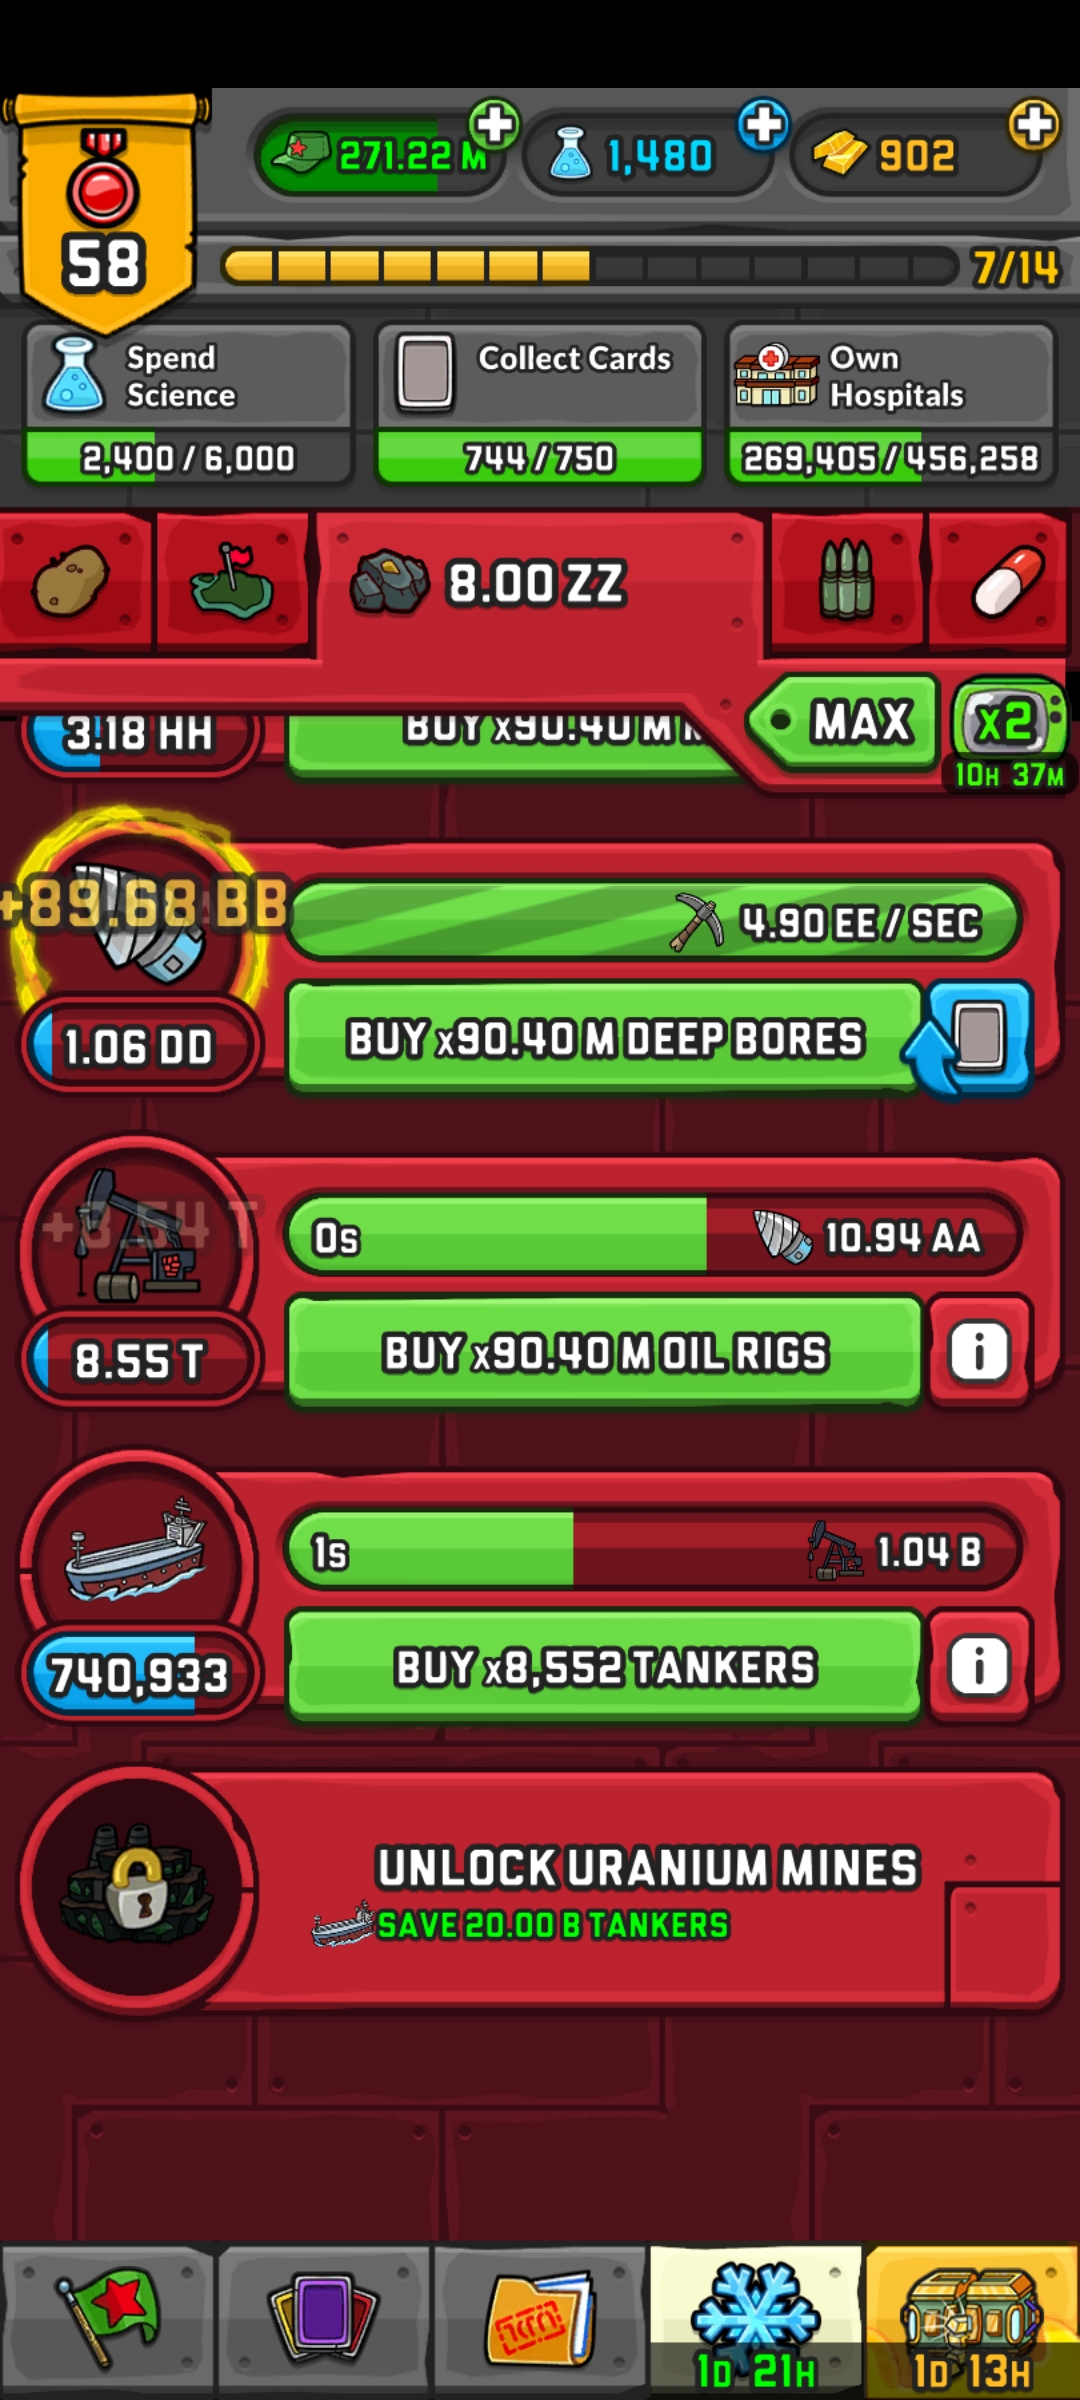 271.22 M
1,480
902
58
7/14
Spend
Science
2,400 / 6,000
Collect Cards
744 / 750
Own
Hospitals
269,405 / 456,258
8.00 ZZ
MAX
x2
10H 37M
3.18 HH
BUY x90.40 M
+89.68 BB
4.90 EE / SEC
1.06 DD
BUY x90.40 M DEEP BORES
0s
10.94 AA
8.55 T
BUY x90.40 M OIL RIGS
1s
1.04 B
740,933
BUY x8,552 TANKERS
UNLOCK URANIUM MINES
SAVE 20.00 B TANKERS
1D 21H
1D 13H